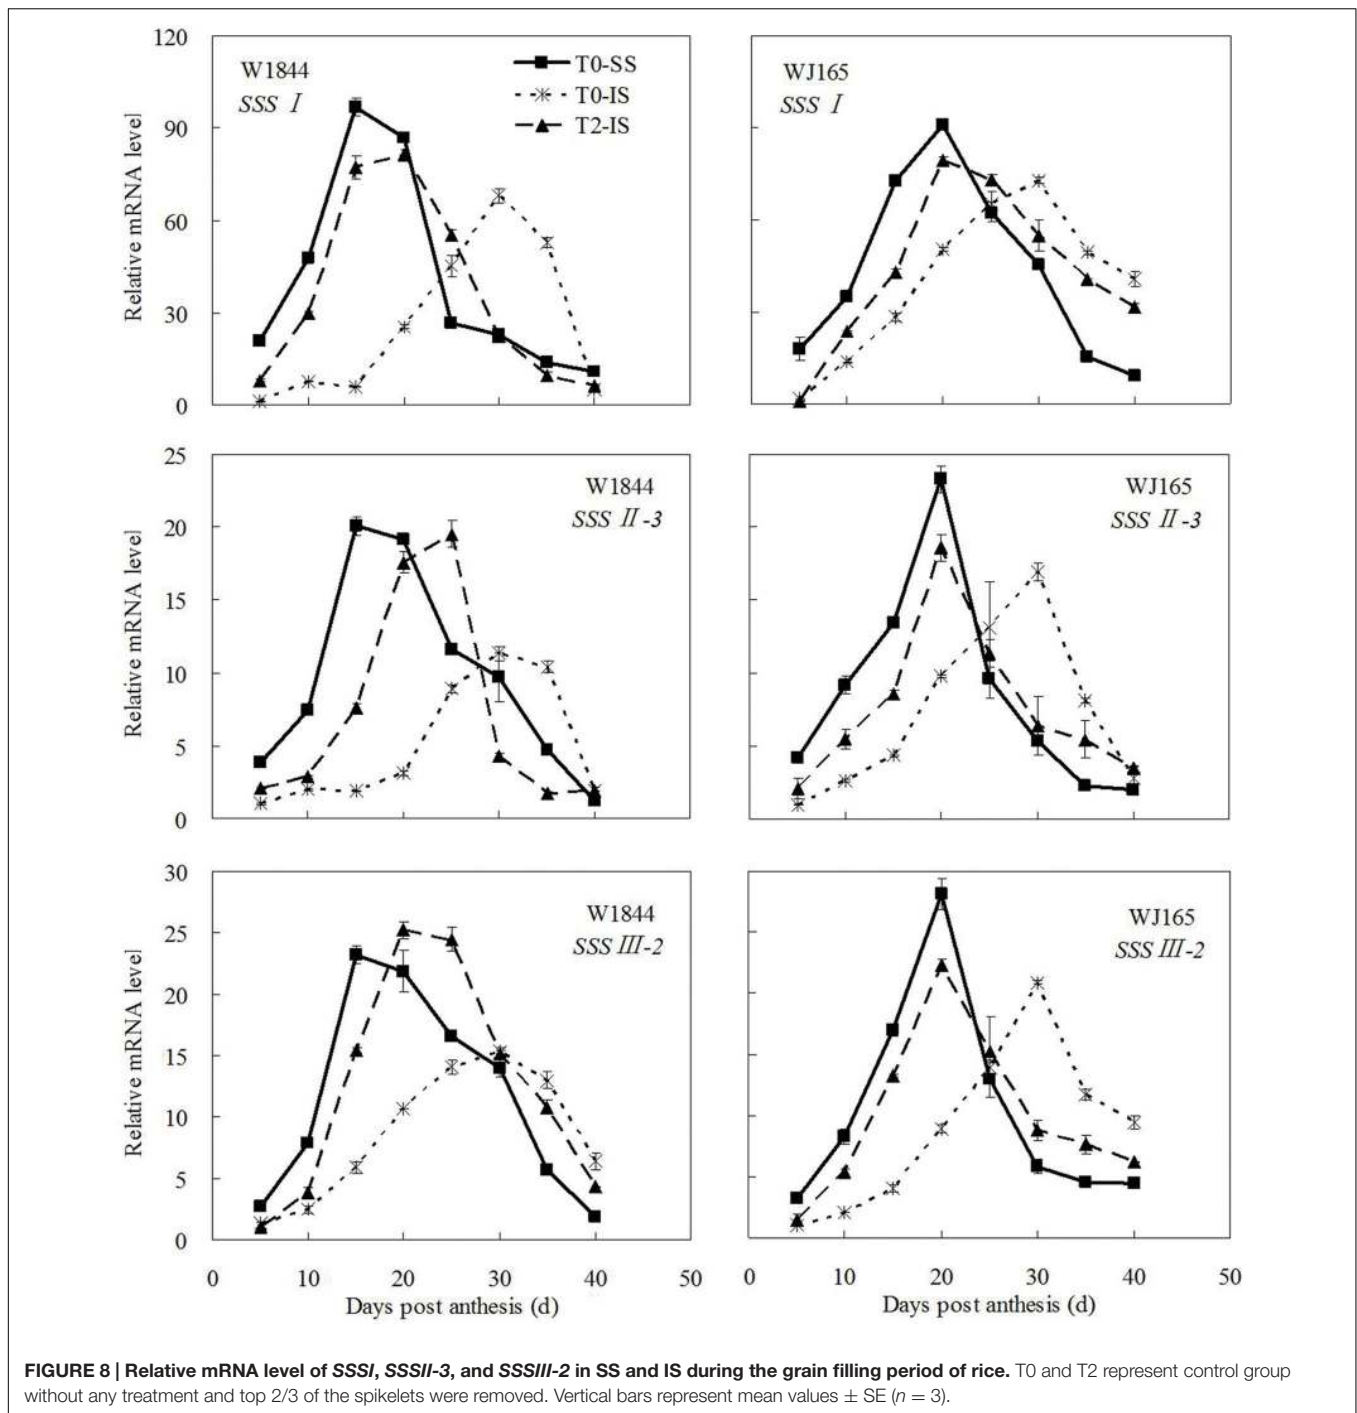 120
90
60
30
0
Relative mRNA level
W1844
SSS I
T0-SS
T0-IS
T2-IS
WJ165
SSS I
25
20
15
10
5
0
Relative mRNA level
W1844
SSS II-3
WJ165
SSS II-3
30
25
20
15
10
5
0
Relative mRNA level
W1844
SSS III-2
WJ165
SSS III-2
0 10 20 30 40 50
Days post anthesis (d)
0 10 20 30 40 50
Days post anthesis (d)
FIGURE 8 | Relative mRNA level of SSSI, SSSII-3, and SSSIII-2 in SS and IS during the grain filling period of rice. T0 and T2 represent control group
without any treatment and top 2/3 of the spikelets were removed. Vertical bars represent mean values ± SE (n = 3).